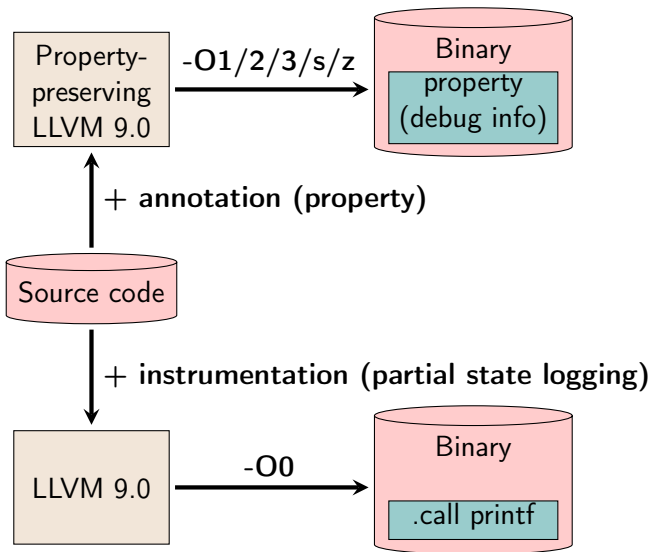 Property-
preserving
LLVM 9.0
-O1/2/3/s/z
Binary
property
(debug info)
+ annotation (property)
Source code
+ instrumentation (partial state logging)
LLVM 9.0
-O0
Binary
.call printf